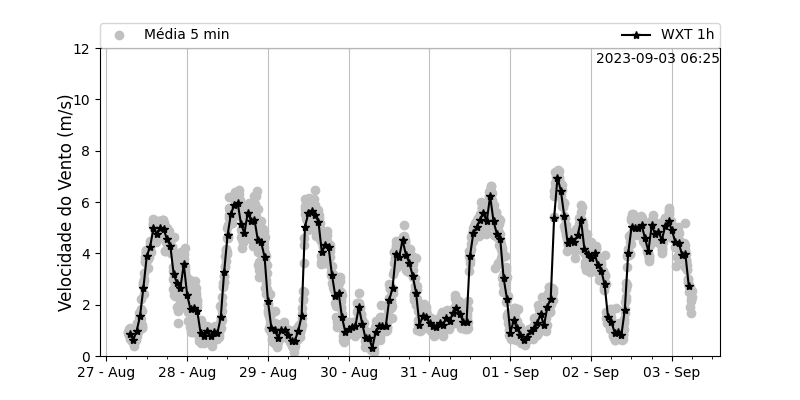 Média 5 min
WXT 1h
2023-09-03 06:25
Velocidade do Vento (m/s)
12
10
8
6
4
2
0
27 - Aug 28 - Aug 29 - Aug 30 - Aug 31 - Aug 01 - Sep 02 - Sep 03 - Sep